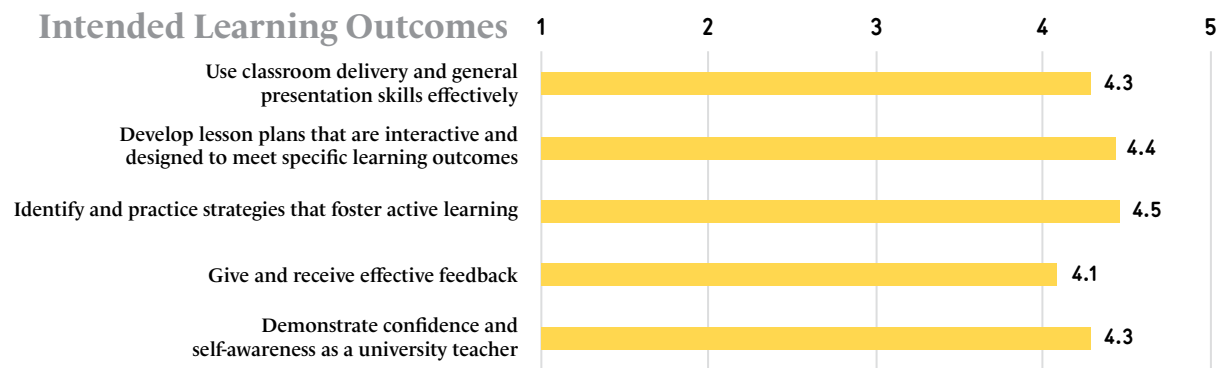 Intended Learning Outcomes 1 2 3 4 5
Use classroom delivery and general
presentation skills effectively
4.3
Develop lesson plans that are interactive and
designed to meet specific learning outcomes
4.4
Identify and practice strategies that foster active learning
4.5
Give and receive effective feedback
4.1
Demonstrate confidence and
self-awareness as a university teacher
4.3